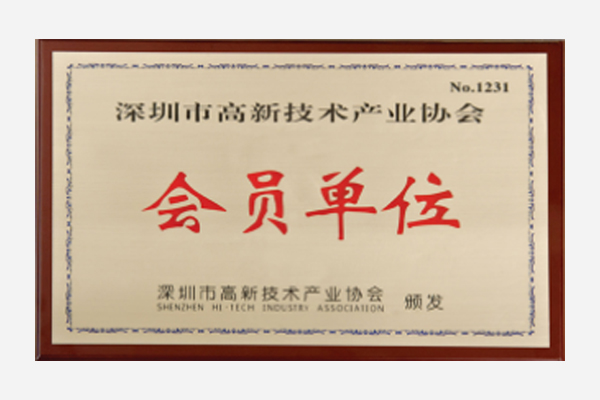 No.1231
深圳市高新技术产业协会
会员单位
深圳市高新技术产业协会 颁发
SHENZHEN HI-TECH INDUSTRY ASSOCIATION